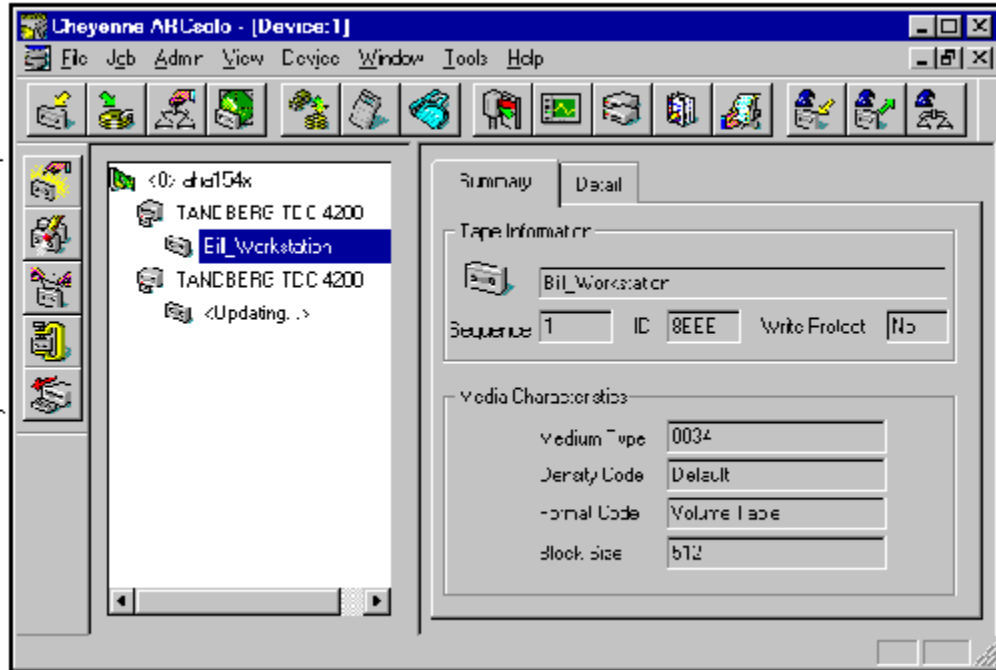 Cheyenne ARCsolo - [Device:1]
File Job Admin View Device Window Tools Help
<0> aha154x
TANDBERG TDC 4200
Bill_Workstation
TANDBERG TDC 4200
<Updating...>
Summary Detail
Tape Information
Bill_Workstation
Sequence 1 ID 8EEE Write Protect No
Media Characteristics
Medium Type 0034
Density Code Default
Format Code Volume Table
Block Size 512